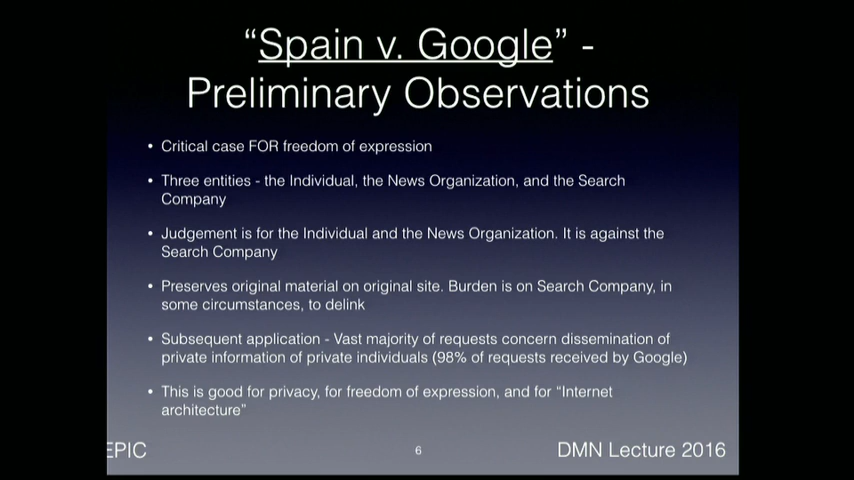 “Spain v. Google” -
Preliminary Observations
• Critical case FOR freedom of expression
• Three entities - the Individual, the News Organization, and the Search
Company
• Judgement is for the Individual and the News Organization. It is against the
Search Company
• Preserves original material on original site. Burden is on Search Company, in
some circumstances, to delink
• Subsequent application - Vast majority of requests concern dissemination of
private information of private individuals (98% of requests received by Google)
• This is good for privacy, for freedom of expression, and for “Internet
architecture”
EPIC
6
DMN Lecture 2016